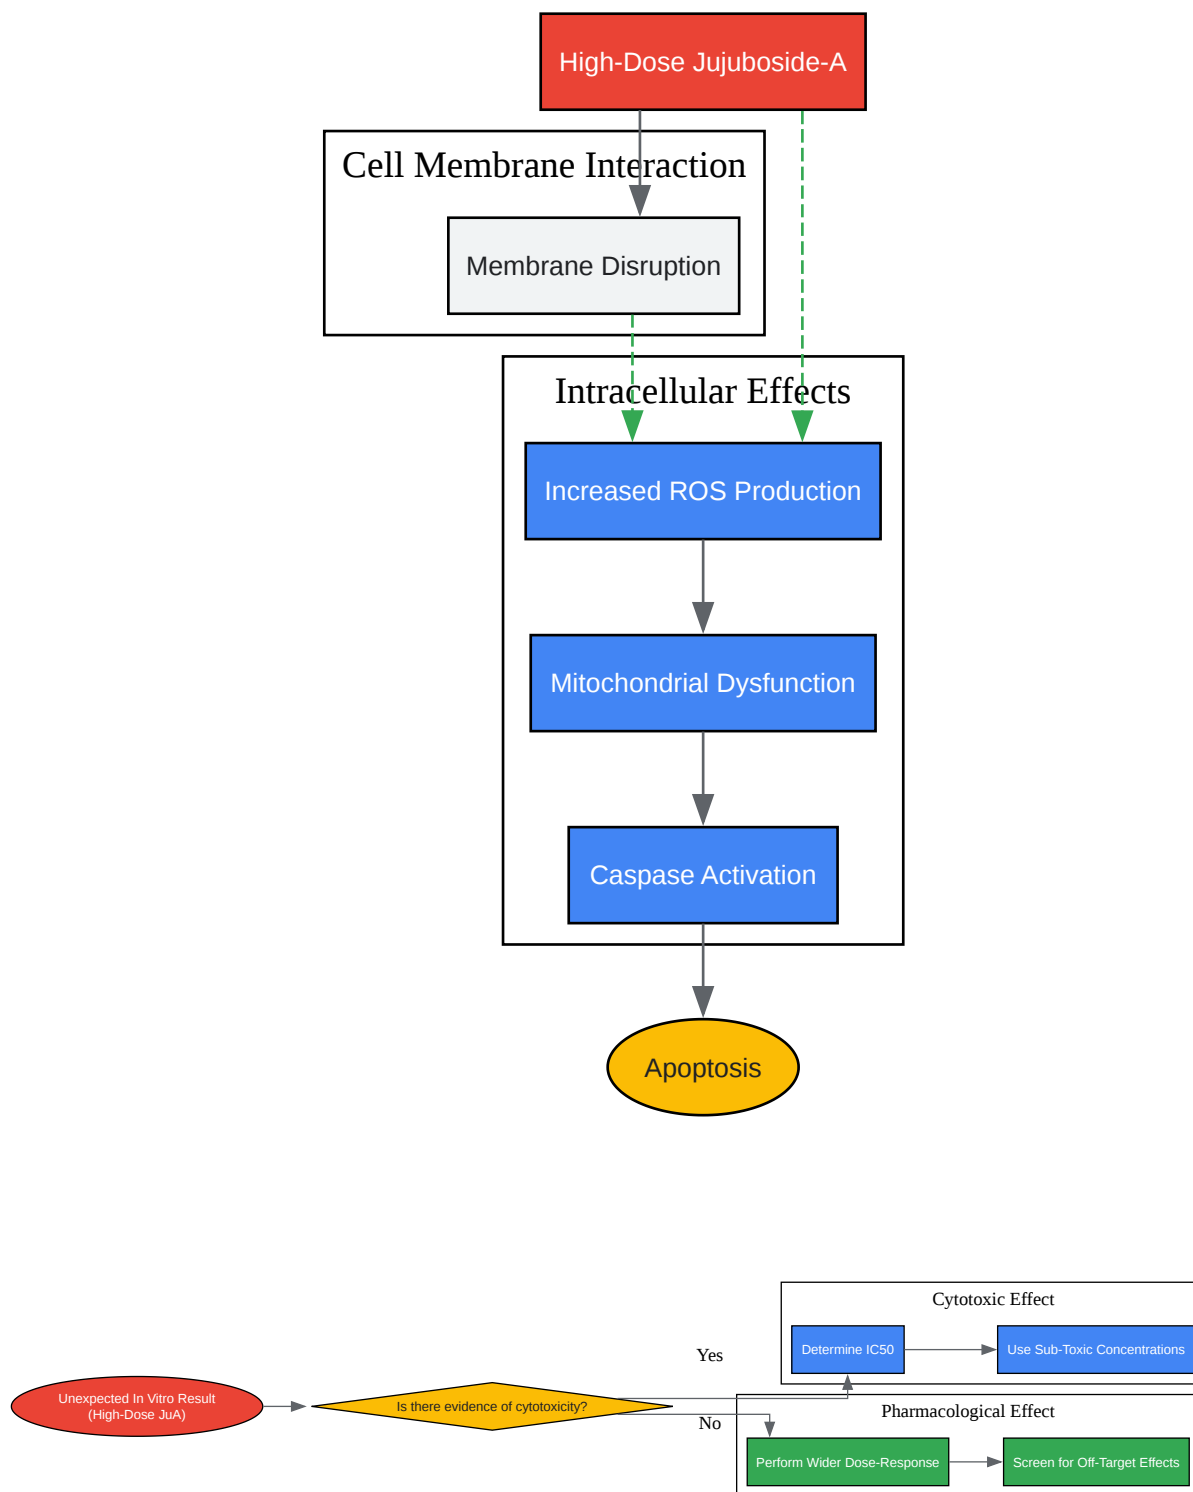 High-Dose Jujuboside-A
Cell Membrane Interaction
Membrane Disruption
Intracellular Effects
Increased ROS Production
Mitochondrial Dysfunction
Caspase Activation
Apoptosis
Cytotoxic Effect
Determine IC50
Use Sub-Toxic Concentrations
Yes
Unexpected In Vitro Result
(High-Dose JuA)
Is there evidence of cytotoxicity?
No
Pharmacological Effect
Perform Wider Dose-Response
Screen for Off-Target Effects